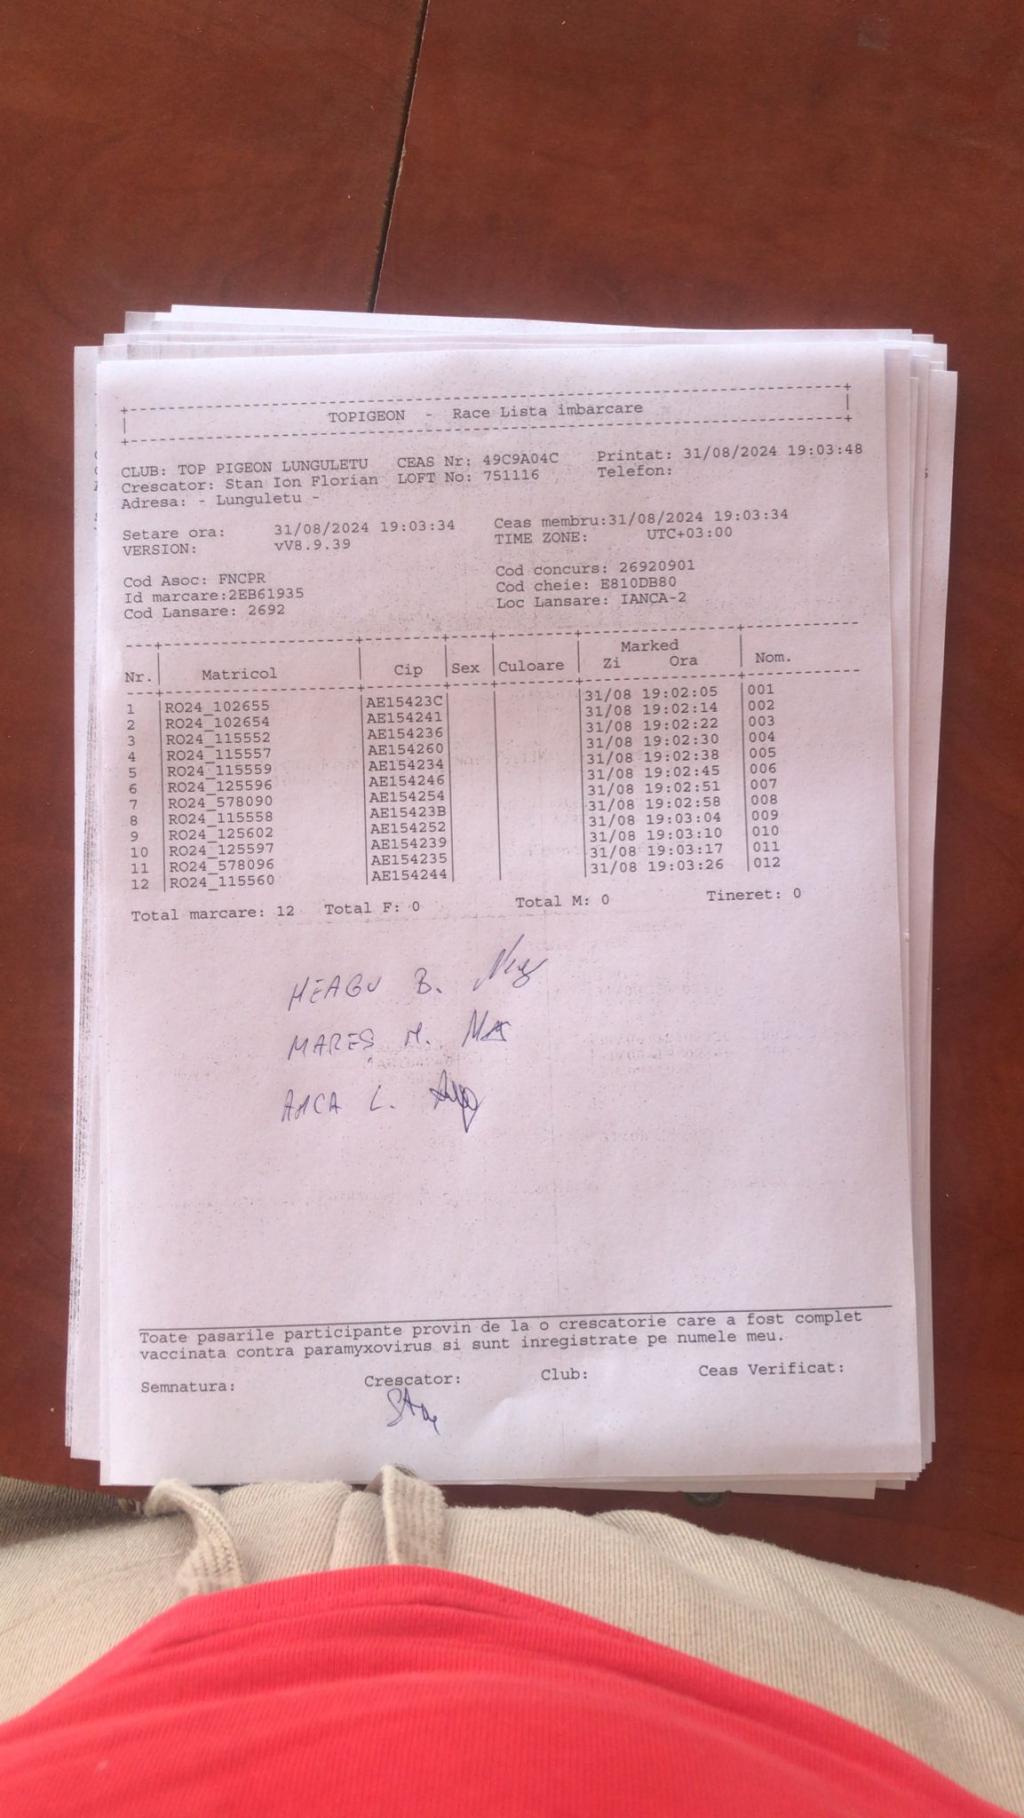 TOPIGEON - Race Lista imbarcare
CLUB: TOP PIGEON LUNGULETU CEAS Nr: 49C9A04C Printat: 31/08/2024 19:03:48
Crescator: Stan Ion Florian LOFT No: 751116 Telefon:
Adresa: - Lunguletu -
Setare ora: 31/08/2024 19:03:34 Ceas membru:31/08/2024 19:03:34
VERSION: vV8.9.39 TIME ZONE: UTC+03:00
Cod Asoc: FNCPR Cod concurs: 26920901
Id marcare:2EB61935 Cod cheie: E810DB80
Cod Lansare: 2692 Loc Lansare: IANCA-2
Marked
Nr. Matricol Cip Sex Culoare Zi Ora Nom.
1 RO24_102655 AE15423C 31/08 19:02:05 001
2 RO24_102654 AE154241 31/08 19:02:14 002
3 RO24_115552 AE154236 31/08 19:02:22 003
4 RO24_115557 AE154260 31/08 19:02:30 004
5 RO24_115559 AE154234 31/08 19:02:38 005
6 RO24_125596 AE154246 31/08 19:02:45 006
7 RO24_578090 AE154254 31/08 19:02:51 007
8 RO24_115558 AE15423B 31/08 19:02:58 008
9 RO24_125602 AE154252 31/08 19:03:04 009
10 RO24_125597 AE154239 31/08 19:03:10 010
11 RO24_578096 AE154235 31/08 19:03:17 011
12 RO24_115560 AE154244 31/08 19:03:26 012
Total marcare: 12 Total F: 0 Total M: 0 Tineret: 0
NEAGU B.
MAREȘ M.
ANCA L.
Toate pasarile participante provin de la o crescatorie care a fost complet
vaccinata contra paramyxovirus si sunt inregistrate pe numele meu.
Semnatura: Crescator: Club: Ceas Verificat: